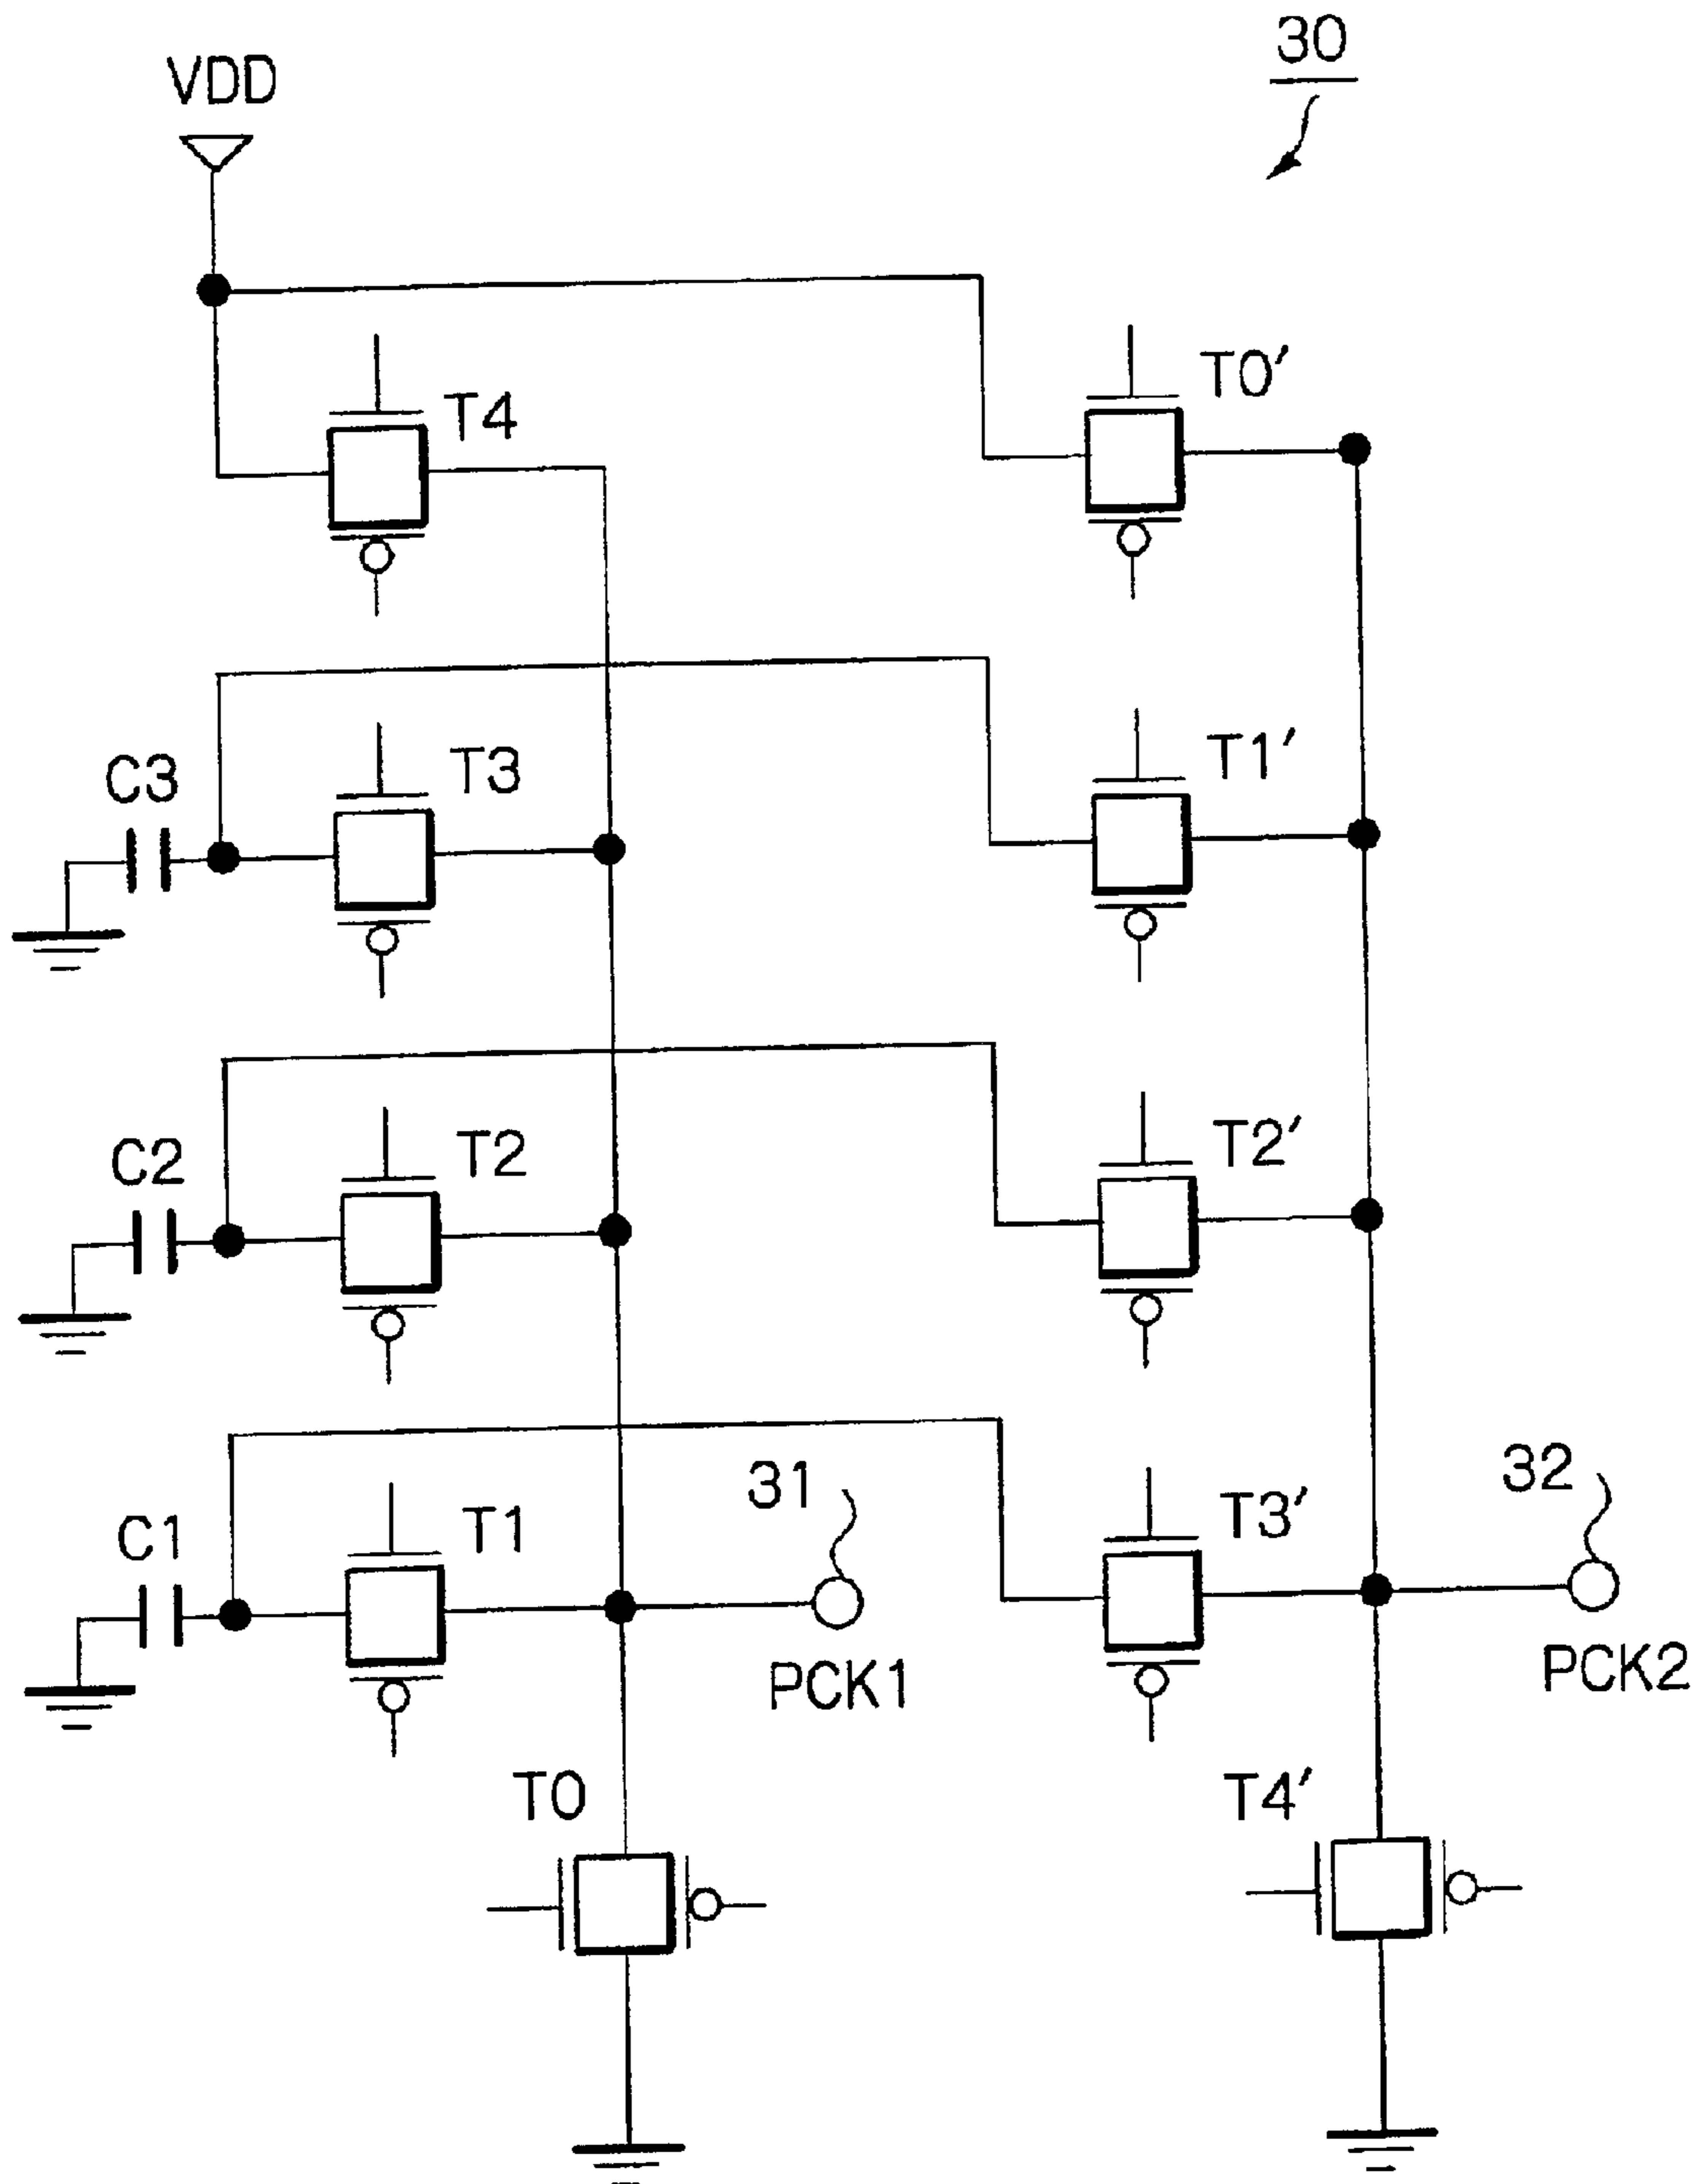 30
VDD
T0′
T4
T1′
T3
C3
T2′
T2
C2
31
32
T3′
T1
C1
PCK1
PCK2
T0
T4′